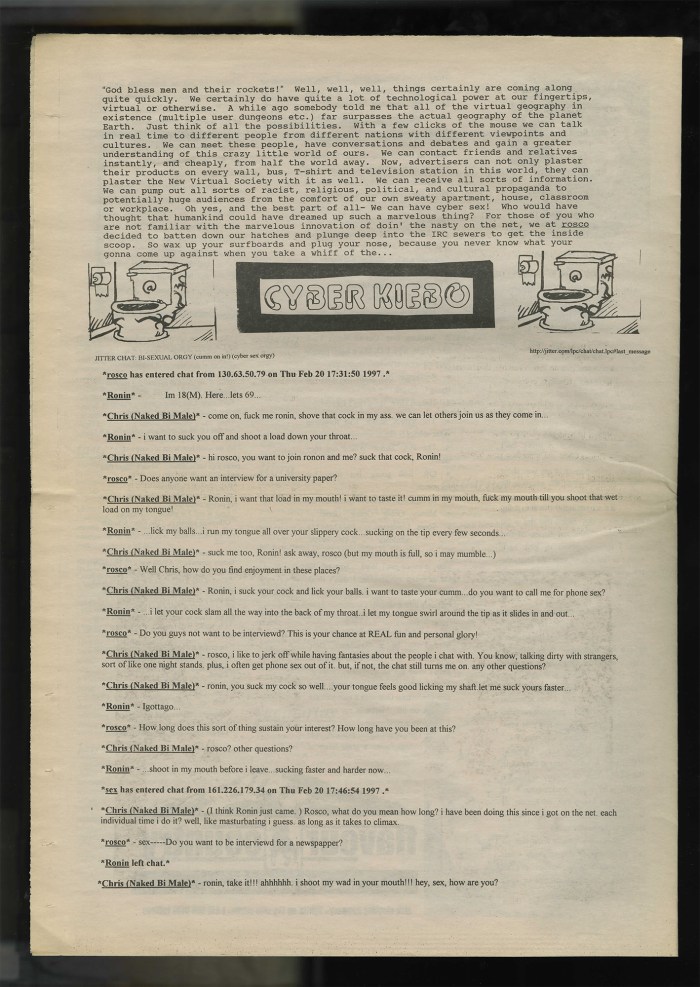 "God bless men and their rockets!"  Well, well, well, things certainly are coming along
quite quickly.  We certainly do have quite a lot of technological power at our fingertips,
virtual or otherwise.  A while ago somebody told me that all of the virtual geography in
existence (multiple user dungeons etc.) far surpasses the actual geography of the planet
Earth.  Just think of all the possibilities.  With a few clicks of the mouse we can talk
in real time to different people from different nations with different viewpoints and
cultures.  We can meet these people, have conversations and debates and gain a greater
understanding of this crazy little world of ours.  We can contact friends and relatives
instantly, and cheaply, from half the world away.  Now, advertisers can not only plaster
their products on every wall, bus, T-shirt and television station in this world, they can
plaster the New Virtual Society with it as well.  We can receive all sorts of information.
We can pump out all sorts of racist, religious, political, and cultural propaganda to
potentially huge audiences from the comfort of our own sweaty apartment, house, classroom
or workplace.  Oh yes, and the best part of all- We can have cyber sex!  Who would have
thought that humankind could have dreamed up such a marvelous thing?  For those of you who
are not familiar with the marvelous innovation of doin' the nasty on the net, we at rosco
decided to batten down our hatches and plunge deep into the IRC sewers to get the inside
scoop.  So wax up your surfboards and plug your nose, because you never know what your
gonna come up against when you take a whiff of the...
CYBER KIEBO
JITTER CHAT: BI-SEXUAL ORGY (cumm on in!) (cyber sex orgy)
http://jitter.com/lpc/chat/chat.lpc#last_message
*rosco has entered chat from 130.63.50.79 on Thu Feb 20 17:31:50 1997 .*
*Ronin* - Im 18(M). Here...lets 69...
*Chris (Naked Bi Male)* - come on, fuck me ronin, shove that cock in my ass. we can let others join us as they come in...
*Ronin* - i want to suck you off and shoot a load down your throat...
*Chris (Naked Bi Male)* - hi rosco, you want to join ronon and me? suck that cock, Ronin!
*rosco* - Does anyone want an interview for a university paper?
*Chris (Naked Bi Male)* - Ronin, i want that load in my mouth! i want to taste it! cumm in my mouth, fuck my mouth till you shoot that wet
load on my tongue!
*Ronin* - ...lick my balls...i run my tongue all over your slippery cock...sucking on the tip every few seconds...
*Chris (Naked Bi Male)* - suck me too, Ronin! ask away, rosco (but my mouth is full, so i may mumble...)
*rosco* - Well Chris, how do you find enjoyment in these places?
*Chris (Naked Bi Male)* - Ronin, i suck your cock and lick your balls. i want to taste your cumm...do you want to call me for phone sex?
*Ronin* - ...i let your cock slam all the way into the back of my throat..i let my tongue swirl around the tip as it slides in and out...
*rosco* - Do you guys not want to be interviewd? This is your chance at REAL fun and personal glory!
*Chris (Naked Bi Male)* - rosco, i like to jerk off while having fantasies about the people i chat with. You know, talking dirty with strangers,
sort of like one night stands. plus, i often get phone sex out of it. but, if not, the chat still turns me on. any other questions?
*Chris (Naked Bi Male)* - ronin, you suck my cock so well... your tongue feels good licking my shaft let me suck yours faster...
*Ronin* - Igottago...
*rosco* - How long does this sort of thing sustain your interest? How long have you been at this?
*Chris (Naked Bi Male)* - rosco? other questions?
*Ronin* - ...shoot in my mouth before i leave...sucking faster and harder now...
*sex has entered chat from 161.226.179.34 on Thu Feb 20 17:46:54 1997 .*
*Chris (Naked Bi Male)* - (I think Ronin just came. ) Rosco, what do you mean how long? i have been doing this since i got on the net. each
individual time i do it? well, like masturbating i guess. as long as it takes to climax.
*rosco* - sex-----Do you want to be interviewd for a newspapper?
*Ronin left chat.*
*Chris (Naked Bi Male)* - ronin, take it!!! ahhhhhh. i shoot my wad in your mouth!!! hey, sex, how are you?